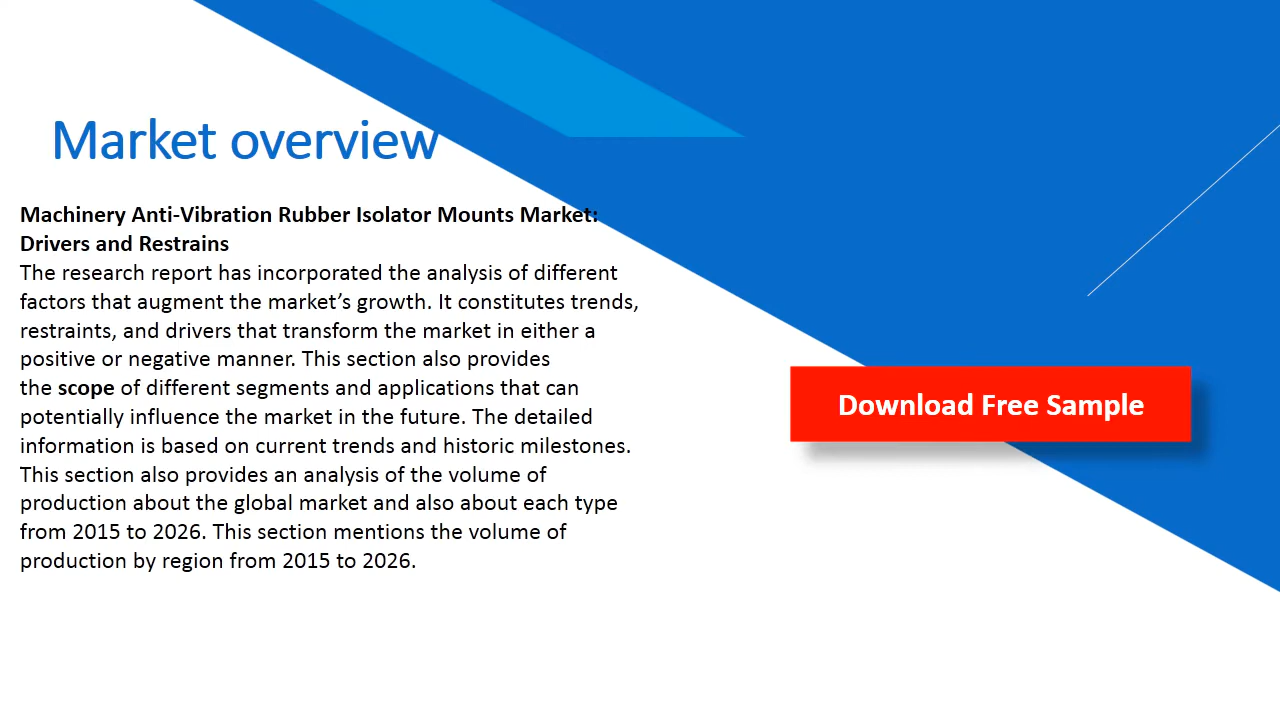 Market overview
Machinery Anti-Vibration Rubber Isolator Mounts Market:
Drivers and Restrains
The research report has incorporated the analysis of different
factors that augment the market’s growth. It constitutes trends,
restraints, and drivers that transform the market in either a
positive or negative manner. This section also provides
the scope of different segments and applications that can
potentially influence the market in the future. The detailed
information is based on current trends and historic milestones.
This section also provides an analysis of the volume of
production about the global market and also about each type
from 2015 to 2026. This section mentions the volume of
production by region from 2015 to 2026.
Download Free Sample